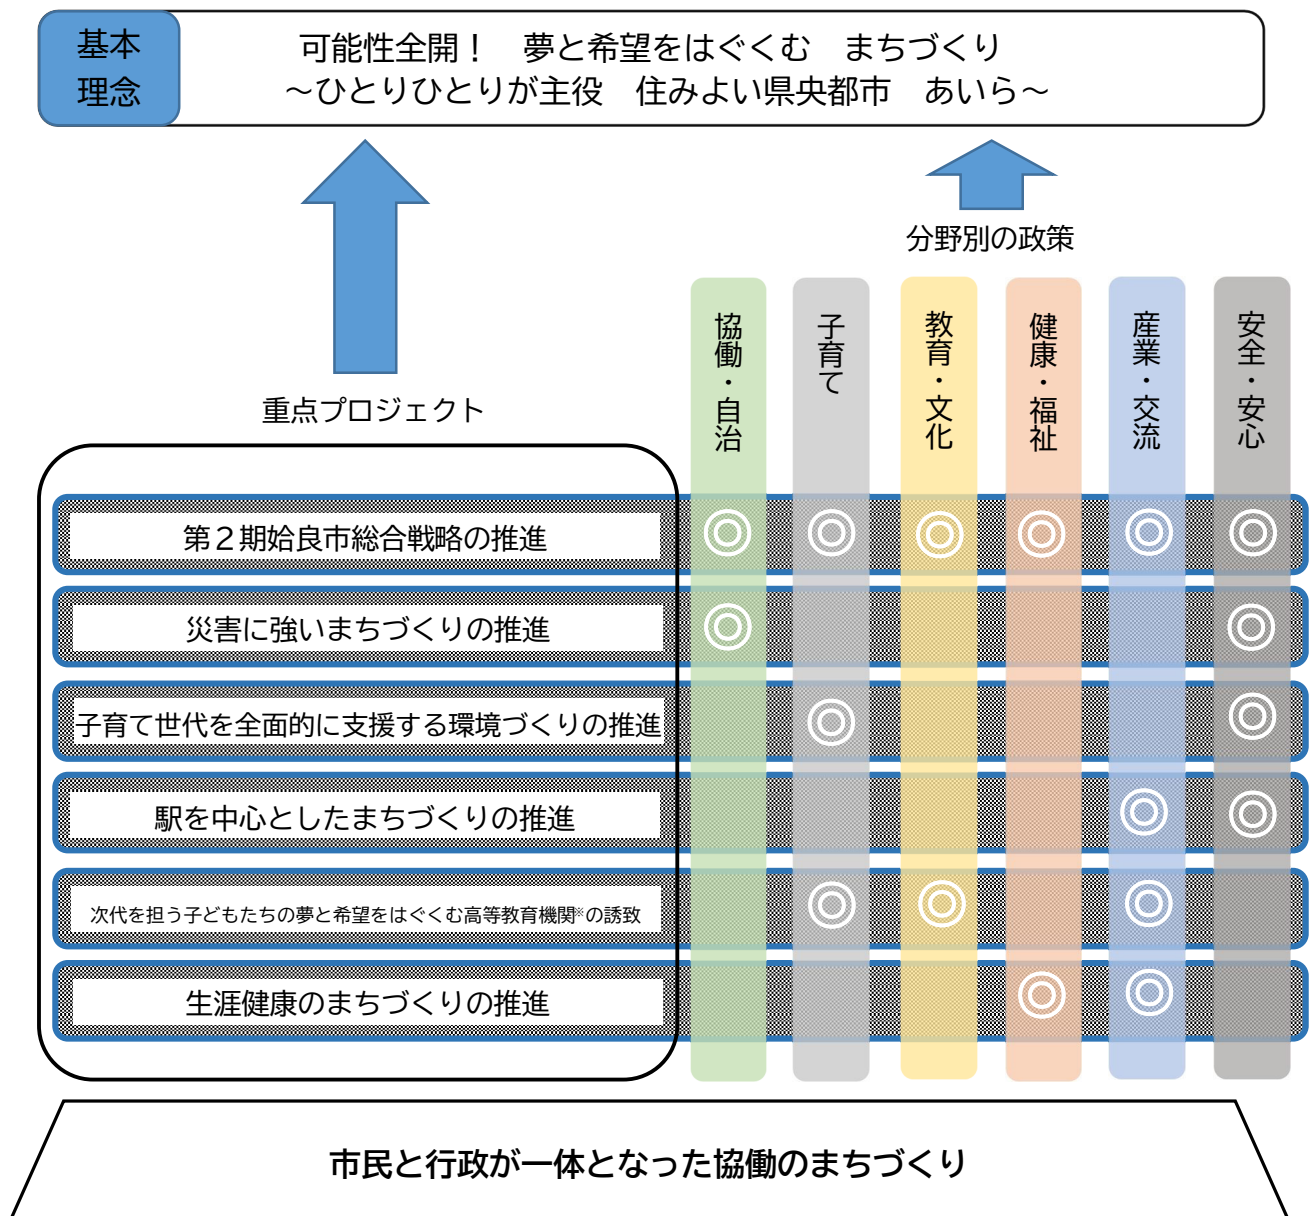 基本
理念
可能性全開！　夢と希望をはぐくむ　まちづくり
～ひとりひとりが主役　住みよい県央都市　あいら～
分野別の政策
協働・自治
子育て
教育・文化
健康・福祉
産業・交流
安全・安心
重点プロジェクト
第２期姶良市総合戦略の推進
◎ ◎ ◎ ◎ ◎ ◎
災害に強いまちづくりの推進
◎ ◎
子育て世代を全面的に支援する環境づくりの推進
◎ ◎
駅を中心としたまちづくりの推進
◎ ◎
次代を担う子どもたちの夢と希望をはぐくむ高等教育機関※の誘致
◎ ◎ ◎
生涯健康のまちづくりの推進
◎ ◎
市民と行政が一体となった協働のまちづくり